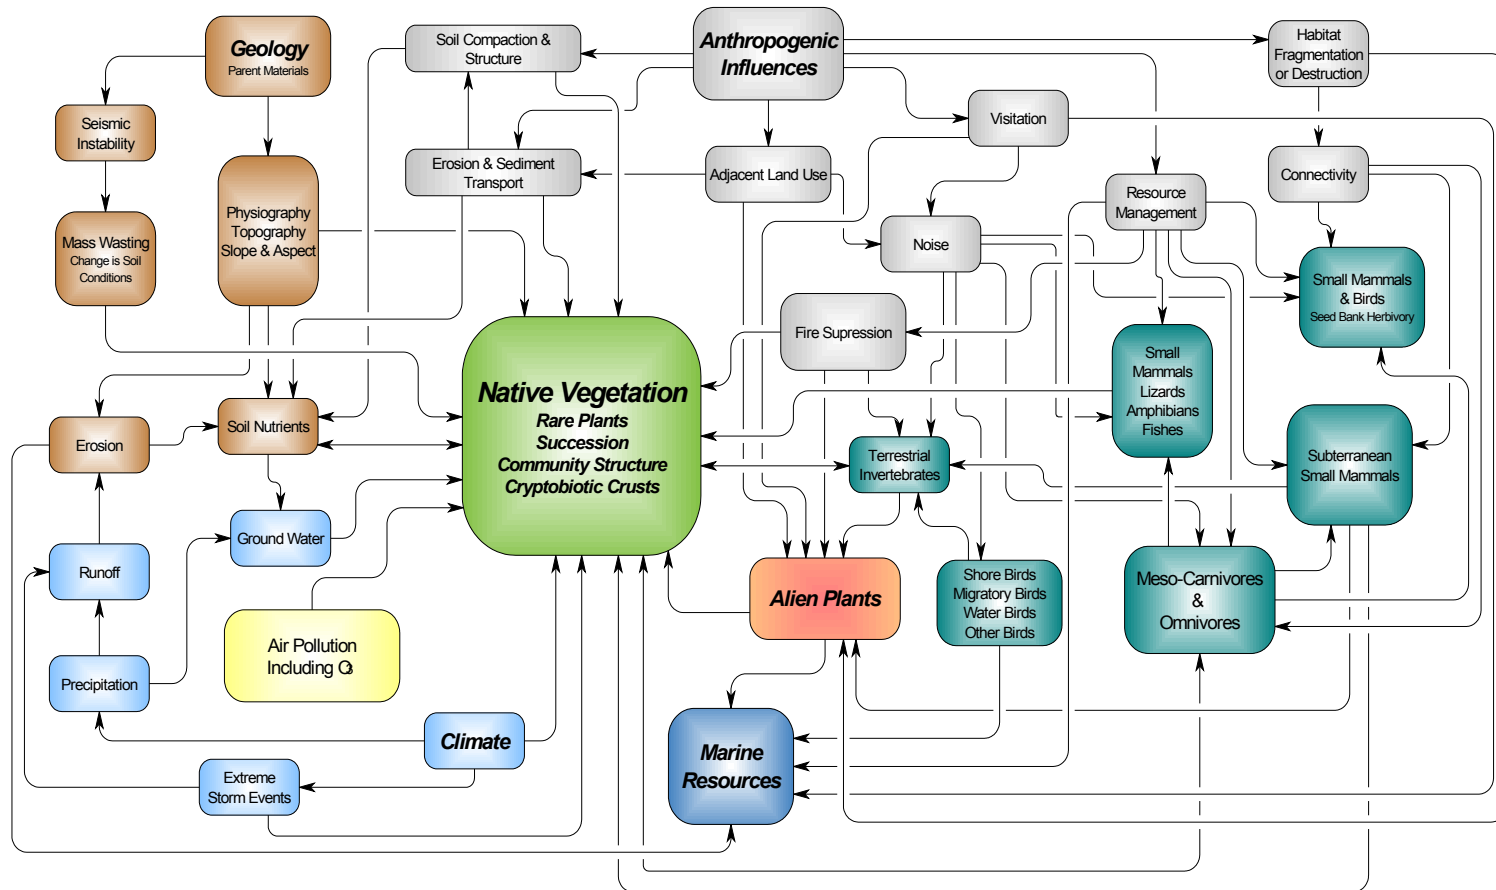 Geology
Parent Materials
Soil Compaction &
Structure
Anthropogenic
Influences
Habitat
Fragmentation
or Destruction
Seismic
Instability
Visitation
Erosion & Sediment
Transport
Adjacent Land Use
Connectivity
Resource
Management
Physiography
Topography
Slope & Aspect
Mass Wasting
Change is Soil
Conditions
Noise
Small Mammals
& Birds
Seed Bank Herbivory
Fire Supression
Small
Mammals
Lizards
Amphibians
Fishes
Native Vegetation
Rare Plants
Succession
Community Structure
Cryptobiotic Crusts
Erosion
Soil Nutrients
Terrestrial
Invertebrates
Subterranean
Small Mammals
Ground Water
Runoff
Alien Plants
Shore Birds
Migratory Birds
Water Birds
Other Birds
Meso-Carnivores
&
Omnivores
Air Pollution
Including O3
Precipitation
Climate
Marine
Resources
Extreme
Storm Events